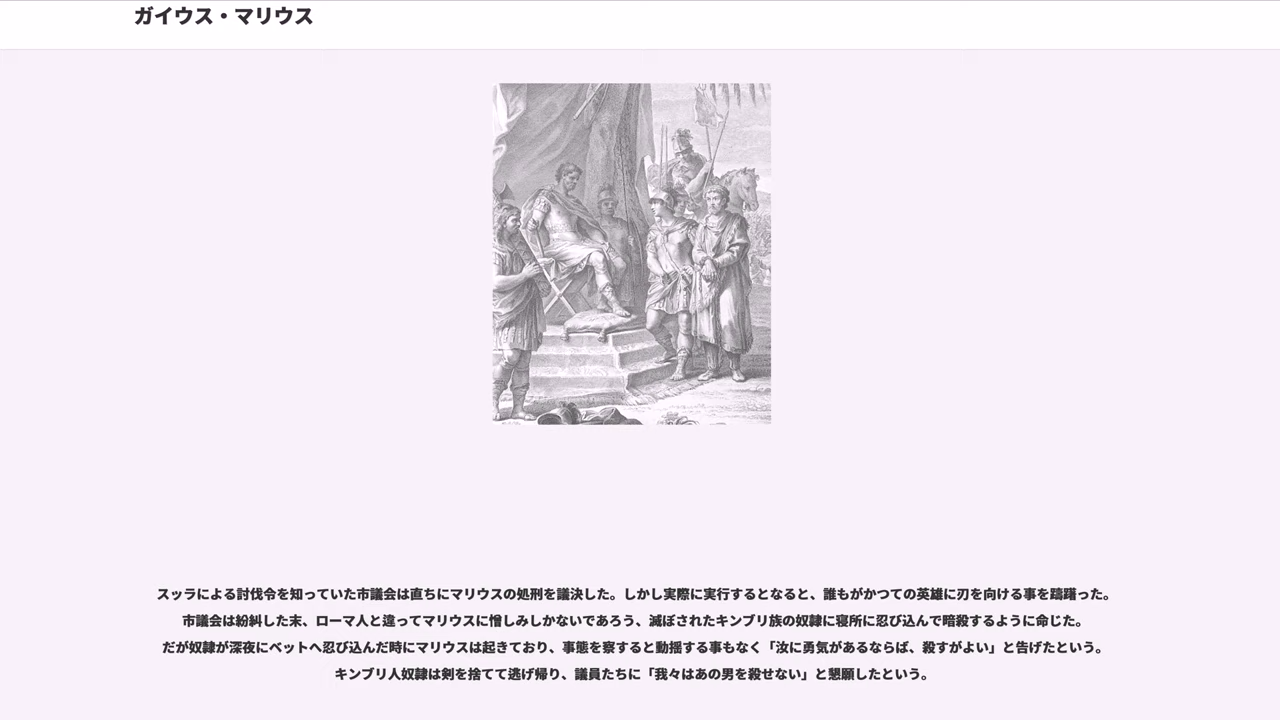 ガイウス・マリウス
スッラによる討伐令を知っていた市議会は直ちにマリウスの処刑を議決した。しかし実際に実行するとなると、誰もがかつての英雄に刃を向ける事を躊躇った。
市議会は紛糾した末、ローマ人と違ってマリウスに憎しみしかないであろう、滅ぼされたキンブリ族の奴隷に寝所に忍び込んで暗殺するように命じた。
だが奴隷が深夜にベットへ忍び込んだ時にマリウスは起きており、事態を察すると動揺する事もなく「汝に勇気があるならば、殺すがよい」と告げたという。
キンブリ人奴隷は剣を捨てて逃げ帰り、議員たちに「我々はあの男を殺せない」と懇願したという。